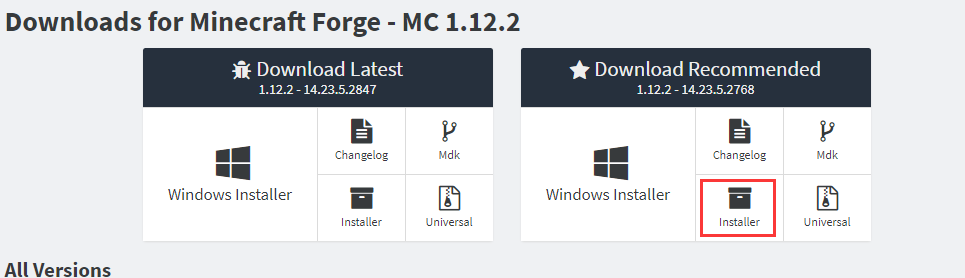 Downloads for Minecraft Forge - MC 1.12.2
Download Latest
1.12.2 - 14.23.5.2847
Windows Installer
Changelog
Mdk
Installer
Universal
Download Recommended
1.12.2 - 14.23.5.2768
Windows Installer
Changelog
Mdk
Installer
Universal
All Versions